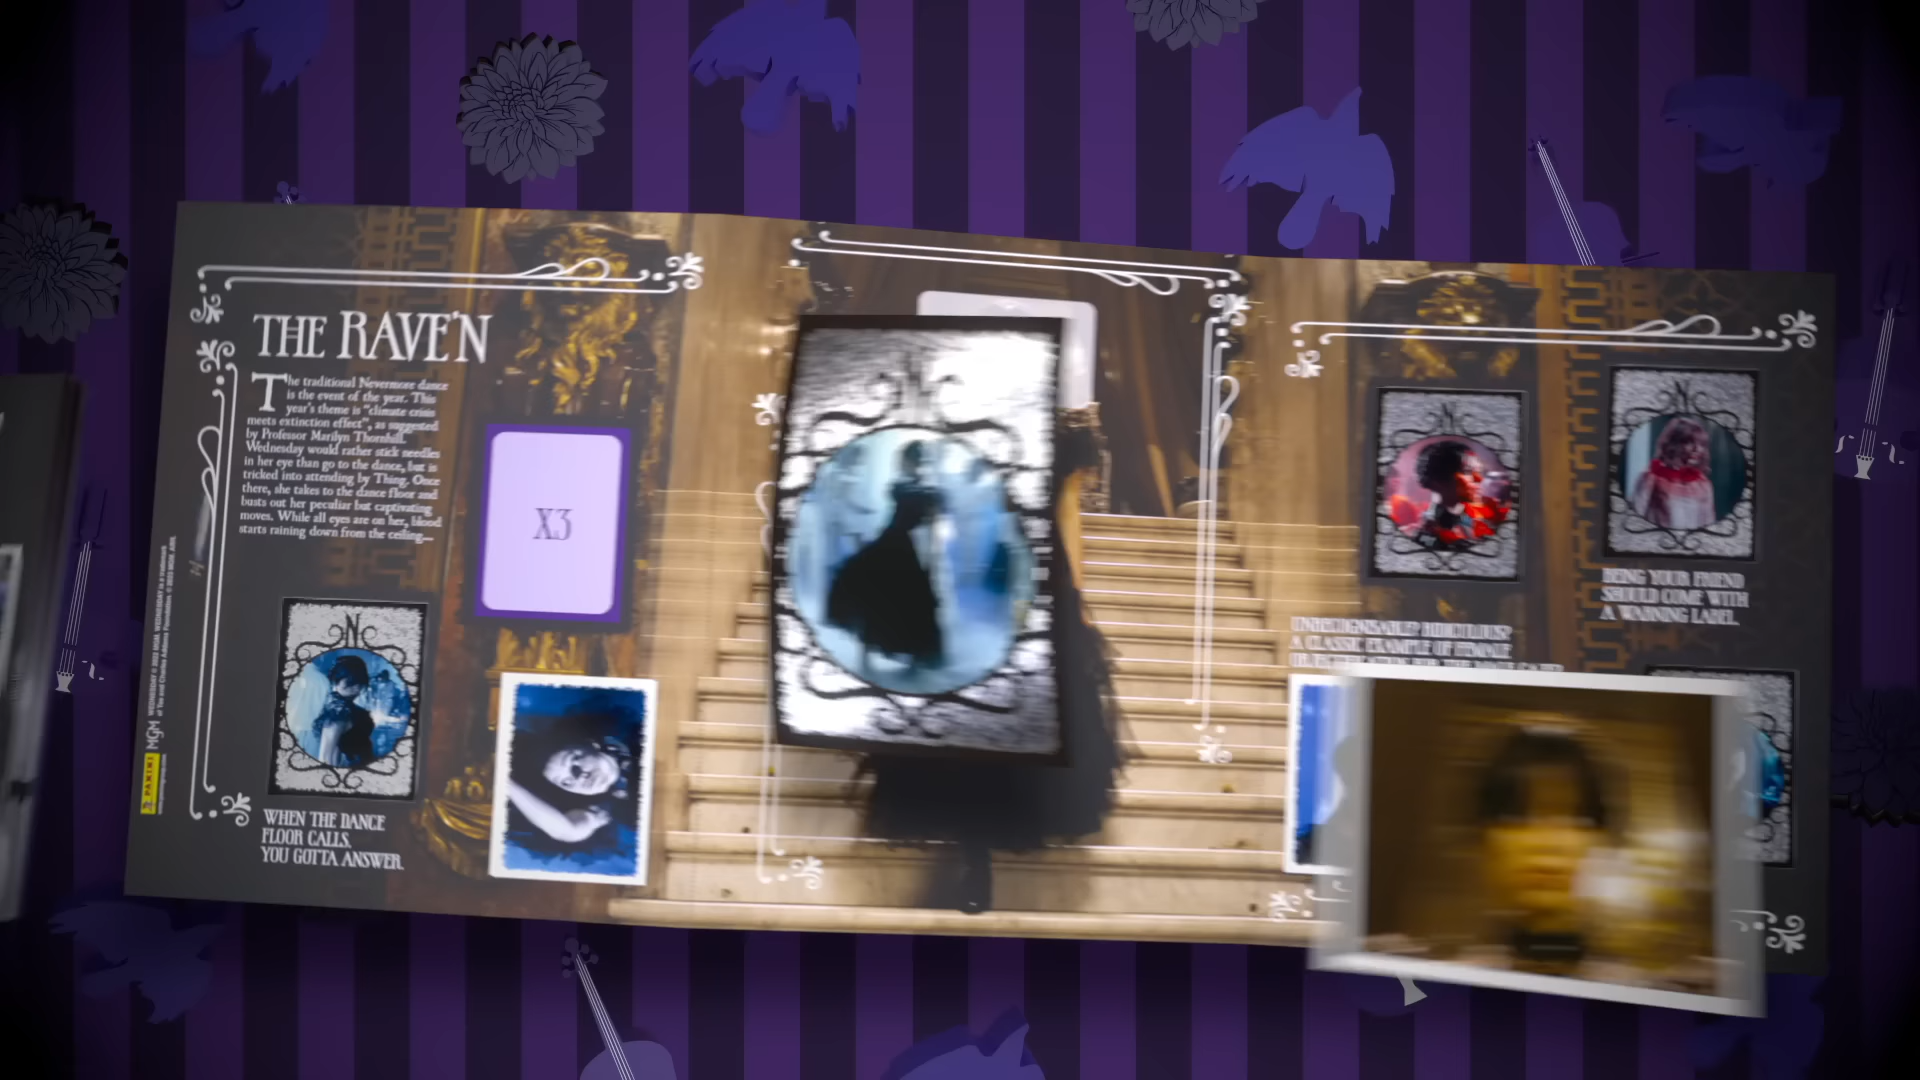 THE RAVE'N
The traditional Nevermore dance
is the event of the year. This
year's theme is "climate crisis
meets extinction effect", as suggested
by Professor Marilyn Thornhill.
Wednesday would rather stick needles
in her eye than go to the dance, but is
tricked into attending by Thing. Once
there, she takes to the dance floor and
busts out her peculiar but captivating
moves. While all eyes are on her, blood
starts raining down from the ceiling...
X3
N
WHEN THE DANCE
FLOOR CALLS,
YOU GOTTA ANSWER.
PANINI
MGM
N
N
BEING YOUR FRIEND
SHOULD COME WITH
A WARNING LABEL.
A CLASSIC EXAMPLE OF FEMALE